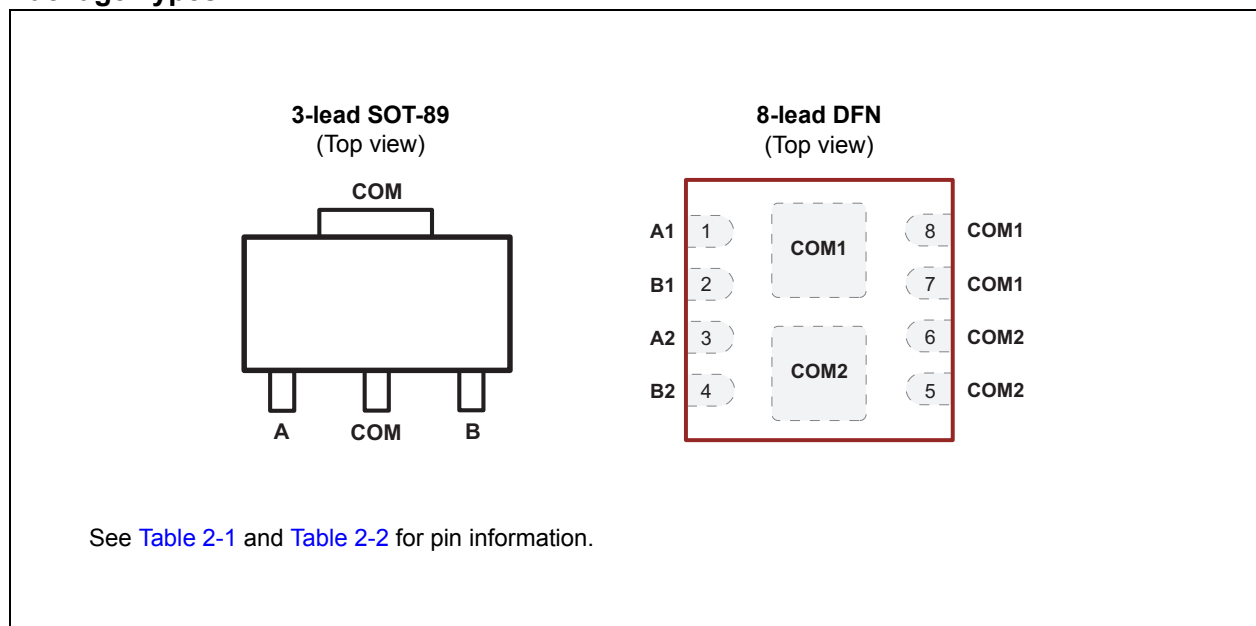 3-lead SOT-89
(Top view)
COM
A COM B
8-lead DFN
(Top view)
A1 1 COM1 8 COM1
B1 2 7 COM1
A2 3 6 COM2
B2 4 COM2 5 COM2
See Table 2-1 and Table 2-2 for pin information.